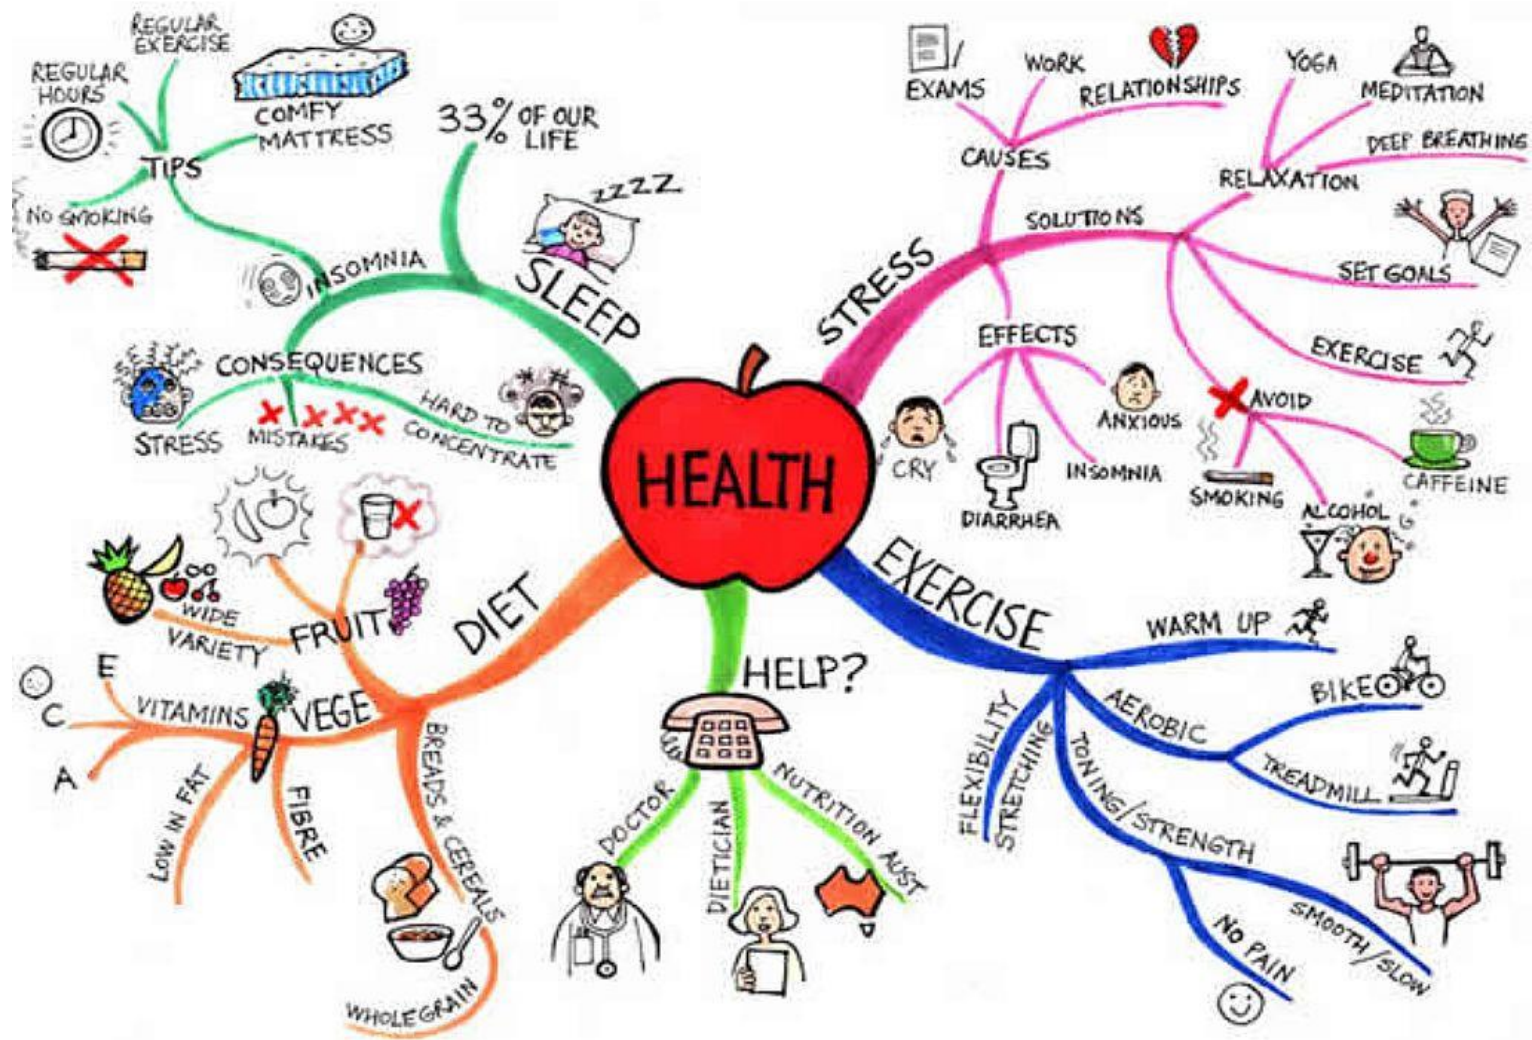 HEALTH
SLEEP
33% OF OUR
LIFE
ZZZZ
INSOMNIA
TIPS
REGULAR
HOURS
REGULAR
EXERCISE
COMFY
MATTRESS
NO SMOKING
CONSEQUENCES
STRESS
MISTAKES
HARD TO
CONCENTRATE
STRESS
CAUSES
EXAMS
WORK
RELATIONSHIPS
SOLUTIONS
RELAXATION
YOGA
MEDITATION
DEEP BREATHING
SET GOALS
EXERCISE
AVOID
SMOKING
ALCOHOL
CAFFEINE
EFFECTS
CRY
DIARRHEA
INSOMNIA
ANXIOUS
EXERCISE
WARM UP
AEROBIC
BIKE
TREADMILL
TONING/STRENGTH
SMOOTH/SLOW
NO PAIN
FLEXIBILITY
STRETCHING
HELP?
DOCTOR
DIETICIAN
NUTRITION AUST
DIET
FRUIT
WIDE
VARIETY
VEGE
VITAMINS
E
C
A
LOW IN FAT
FIBRE
BREADS & CEREALS
WHOLEGRAIN